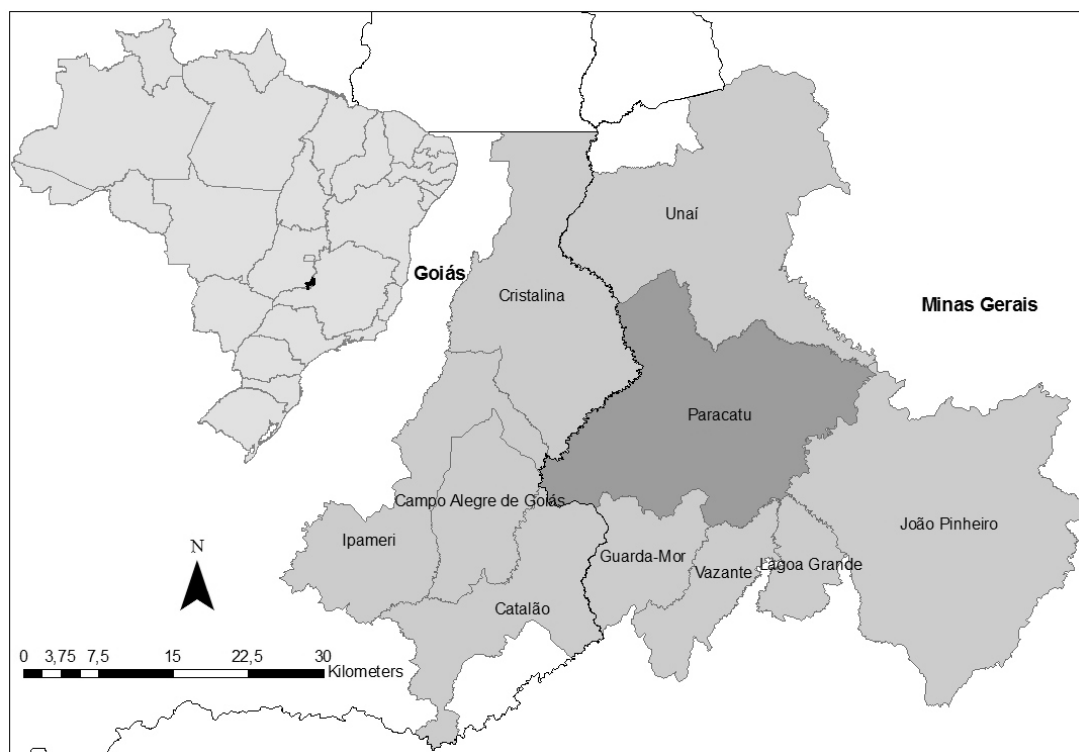 Unaí
Goiás
Cristalina
Minas Gerais
Paracatu
Campo Alegre de Goiás
João Pinheiro
Ipameri
Guarda-Mor
Vazante
Lagoa Grande
N
Catalão
0 3,75 7,5 15 22,5 30
Kilometers